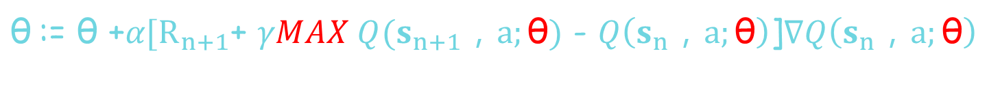 Θ := Θ +α[Rₙ₊₁+ γMAX Q(sₙ₊₁ , a;Θ) - Q(sₙ , a;Θ)]∇Q(sₙ , a;Θ)